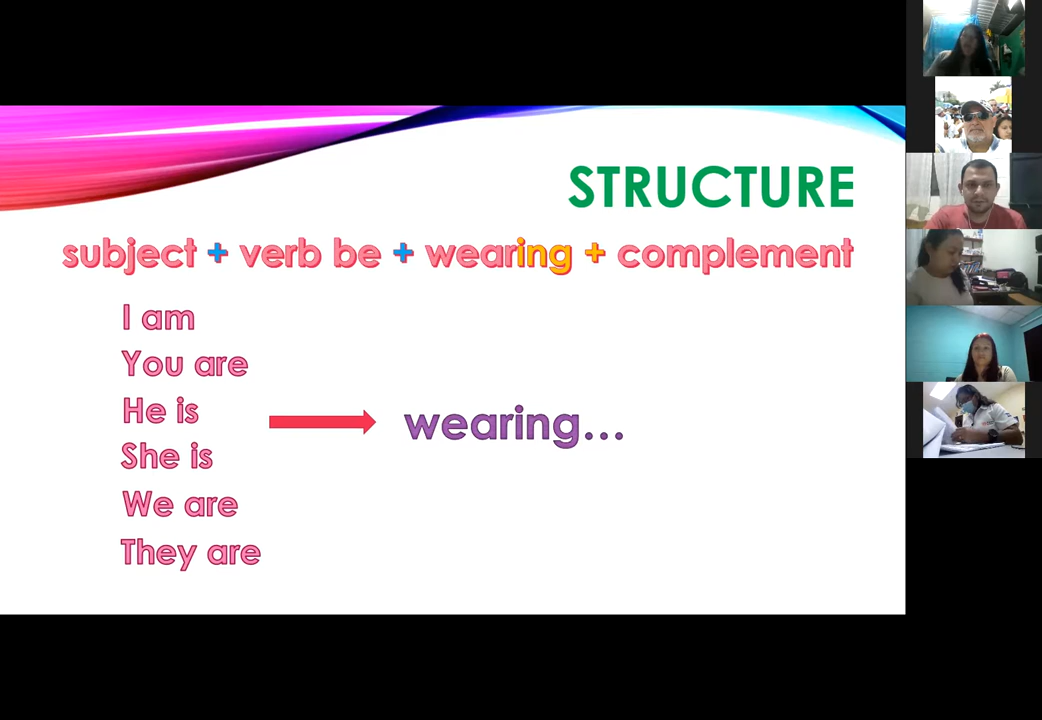 STRUCTURE
subject + verb be + wearing + complement
I am
You are
He is
She is
We are
They are
wearing...